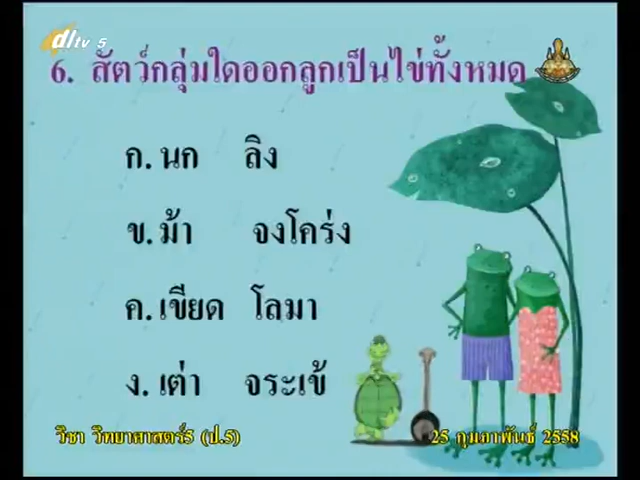 dltv 5
6. สัตว์กลุ่มใดออกลูกเป็นไข่ทั้งหมด
ก. นก ลิง
ข. ม้า จงโคร่ง
ค. เขียด โลมา
ง. เต่า จระเข้
วิชา วิทยาศาสตร์5 (ป.5) 25 กุมภาพันธ์ 2558